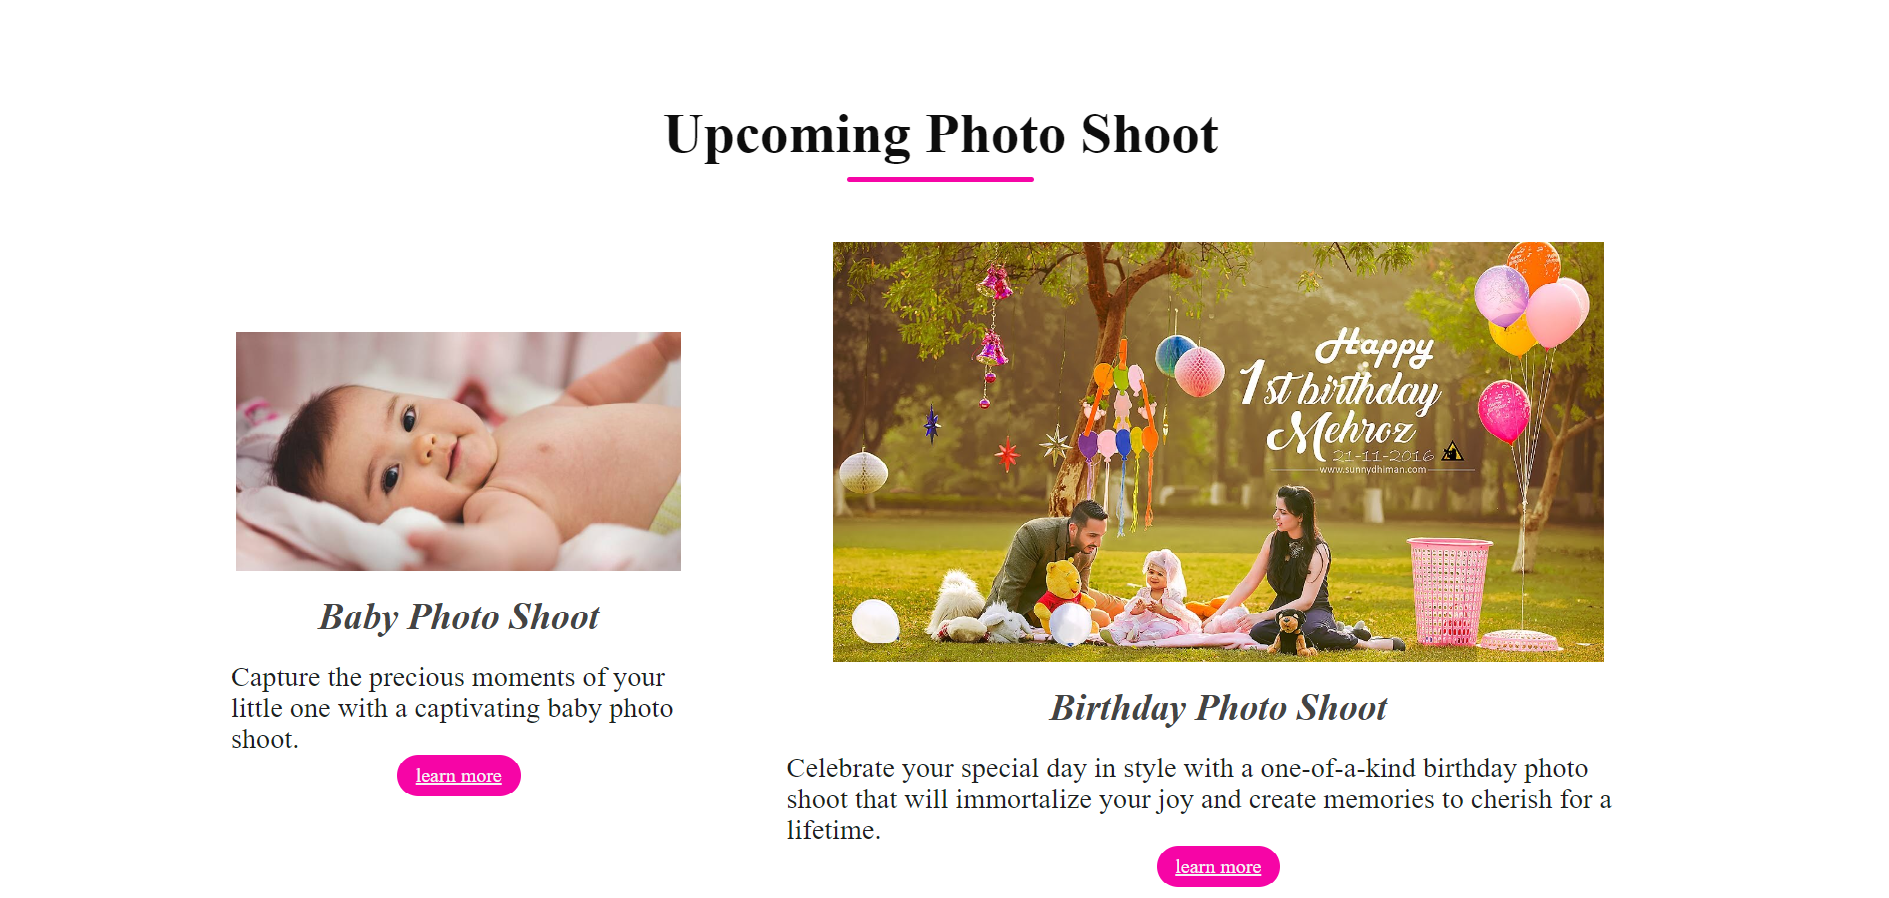 Upcoming Photo Shoot
Happy
1st birthday
Mehroz
21-11-2016
www.sunnydhiman.com
Baby Photo Shoot
Capture the precious moments of your
little one with a captivating baby photo
shoot.
learn more
Birthday Photo Shoot
Celebrate your special day in style with a one-of-a-kind birthday photo
shoot that will immortalize your joy and create memories to cherish for a
lifetime.
learn more